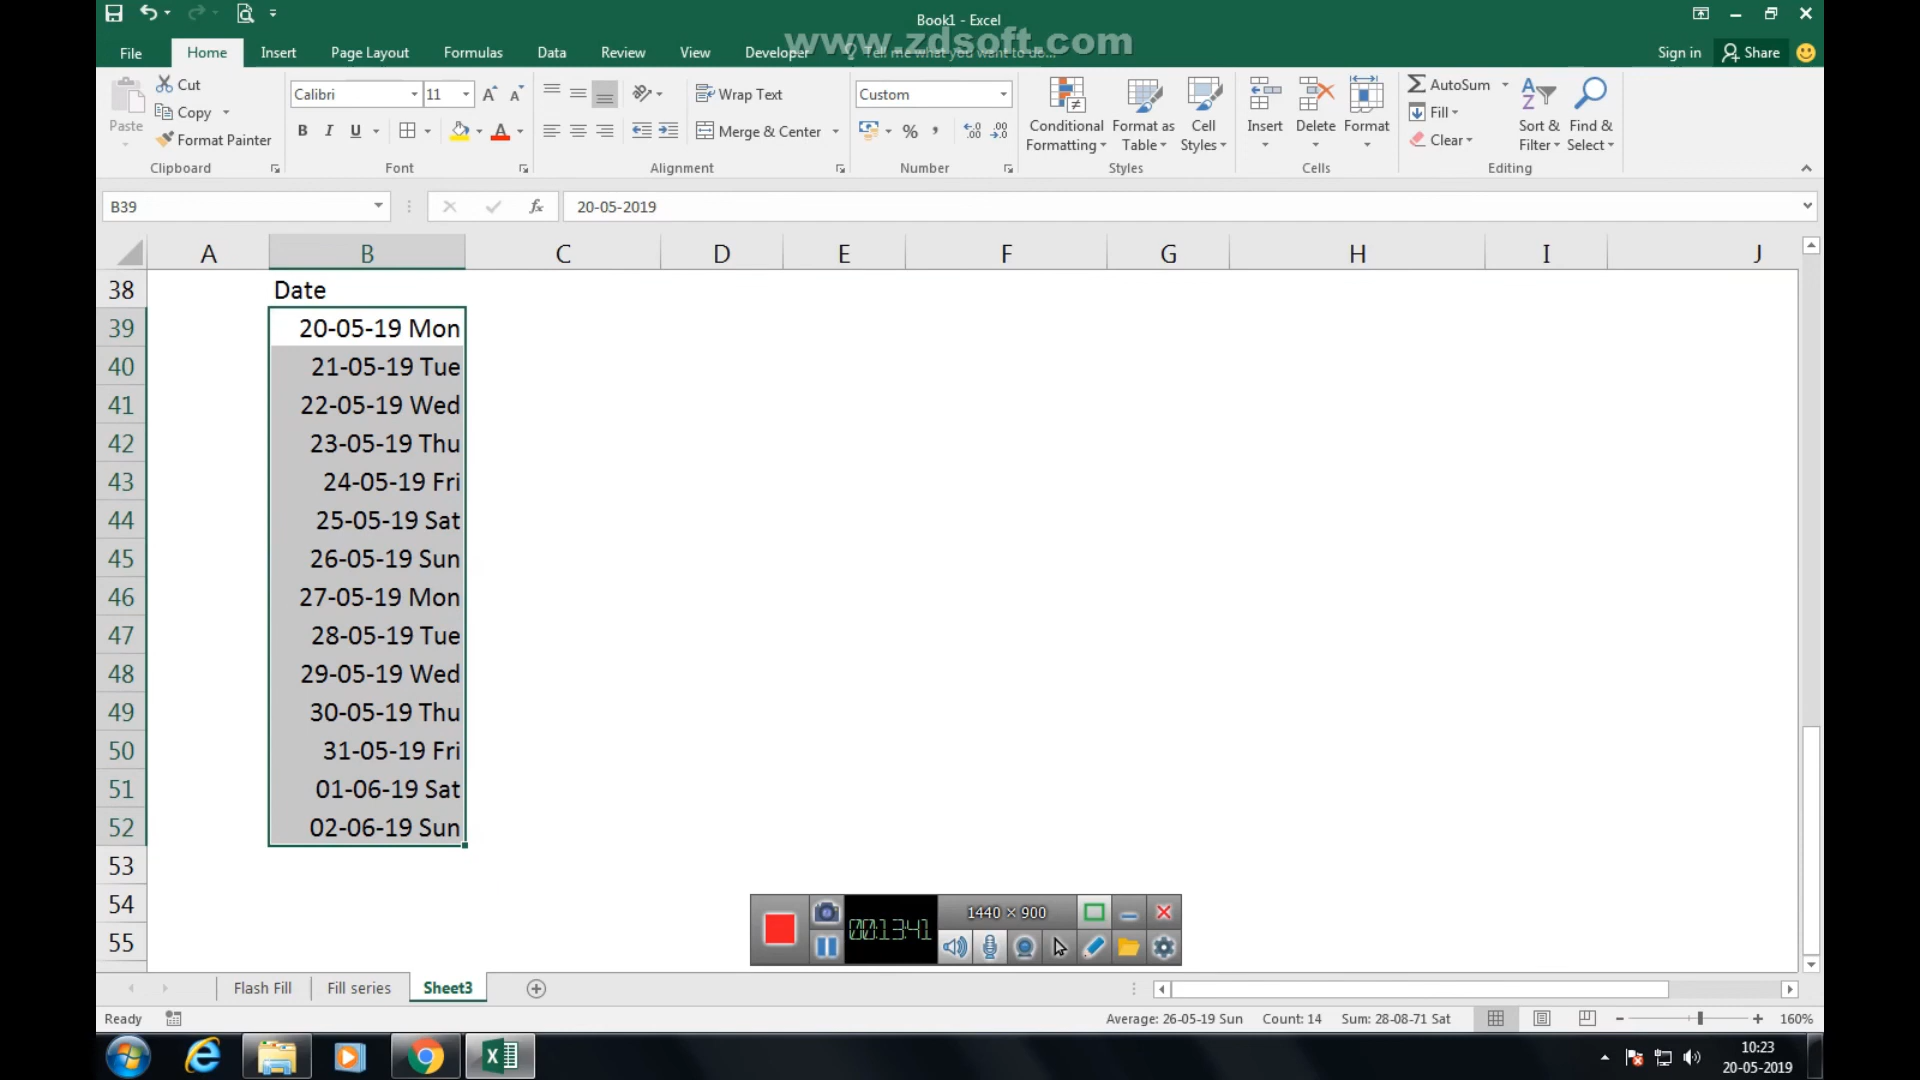 Book1 - Excel
www.zdsoft.com
File Home Insert Page Layout Formulas Data Review View Developer Tell me what you want to do... Sign in Share
Cut
Copy
Format Painter
Paste
Clipboard
Calibri 11
B I U
Font
Wrap Text
Merge & Center
Alignment
Custom
% ,
Number
Conditional Formatting
Format as Table
Cell Styles
Styles
Insert Delete Format
Cells
AutoSum
Fill
Clear
Sort & Filter
Find & Select
Editing
B39 fx 20-05-2019
A B C D E F G H I J
38 Date
39 20-05-19 Mon
40 21-05-19 Tue
41 22-05-19 Wed
42 23-05-19 Thu
43 24-05-19 Fri
44 25-05-19 Sat
45 26-05-19 Sun
46 27-05-19 Mon
47 28-05-19 Tue
48 29-05-19 Wed
49 30-05-19 Thu
50 31-05-19 Fri
51 01-06-19 Sat
52 02-06-19 Sun
53
54
55
00:13:41 1440 × 900
Flash Fill Fill series Sheet3
Ready Average: 26-05-19 Sun Count: 14 Sum: 28-08-71 Sat 160%
10:23
20-05-2019